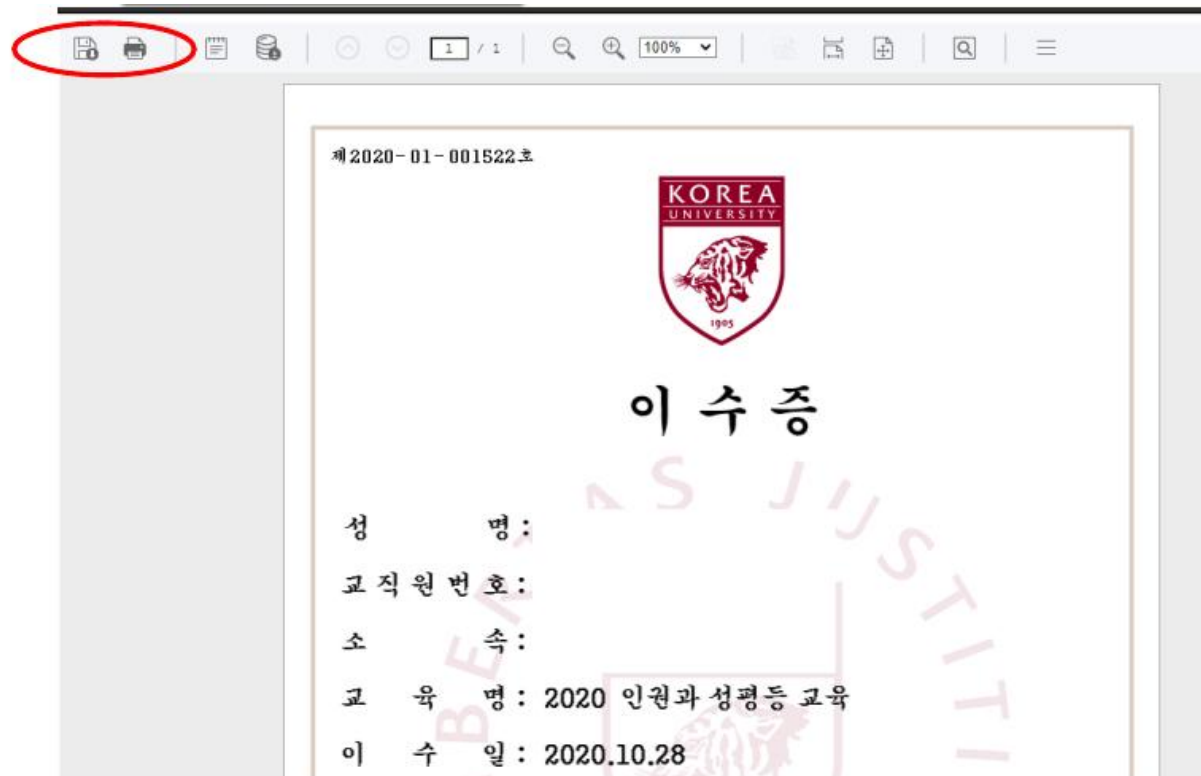 1 / 1 100%
제2020-01-001522호
KOREA
UNIVERSITY
1905
이 수 증
성 명 :
교 직 원 번 호 :
소 속 :
교 육 명 : 2020 인권과 성평등 교육
이 수 일 : 2020.10.28